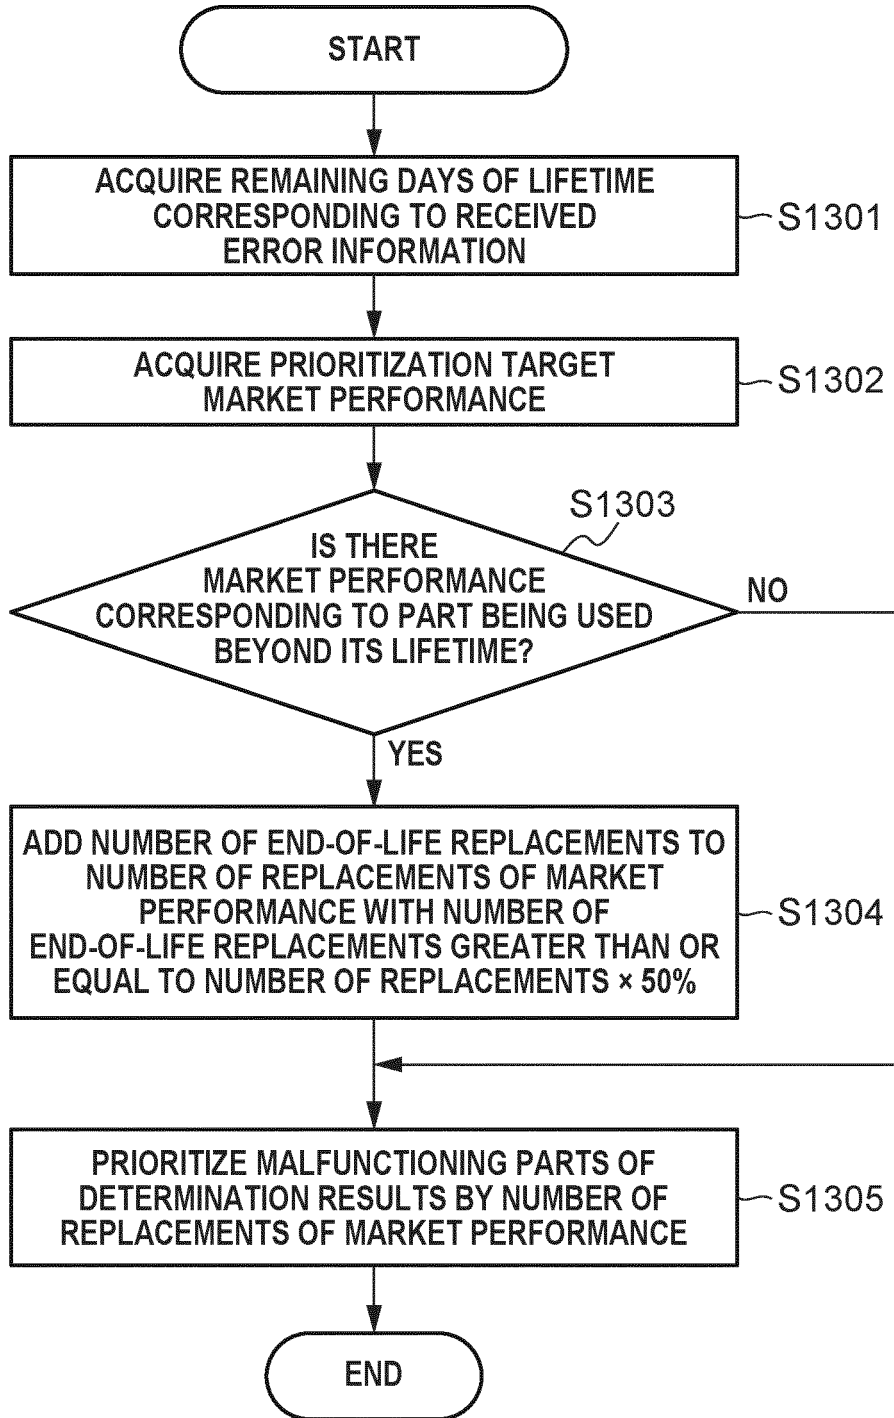 START
ACQUIRE REMAINING DAYS OF LIFETIME
CORRESPONDING TO RECEIVED
ERROR INFORMATION
S1301
ACQUIRE PRIORITIZATION TARGET
MARKET PERFORMANCE
S1302
S1303
IS THERE
MARKET PERFORMANCE
CORRESPONDING TO PART BEING USED
BEYOND ITS LIFETIME?
NO
YES
ADD NUMBER OF END-OF-LIFE REPLACEMENTS TO
NUMBER OF REPLACEMENTS OF MARKET
PERFORMANCE WITH NUMBER OF
END-OF-LIFE REPLACEMENTS GREATER THAN OR
EQUAL TO NUMBER OF REPLACEMENTS × 50%
S1304
PRIORITIZE MALFUNCTIONING PARTS OF
DETERMINATION RESULTS BY NUMBER OF
REPLACEMENTS OF MARKET PERFORMANCE
S1305
END